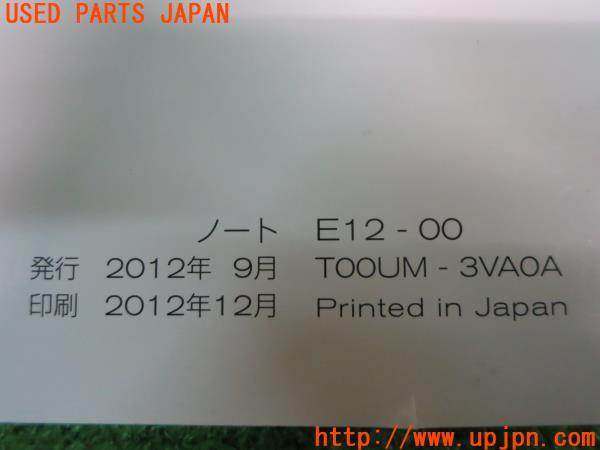 USED PARTS JAPAN
ノート E12-00
発行 2012年 9月 T00UM-3VA0A
印刷 2012年12月 Printed in Japan
http://www.upjpn.com/